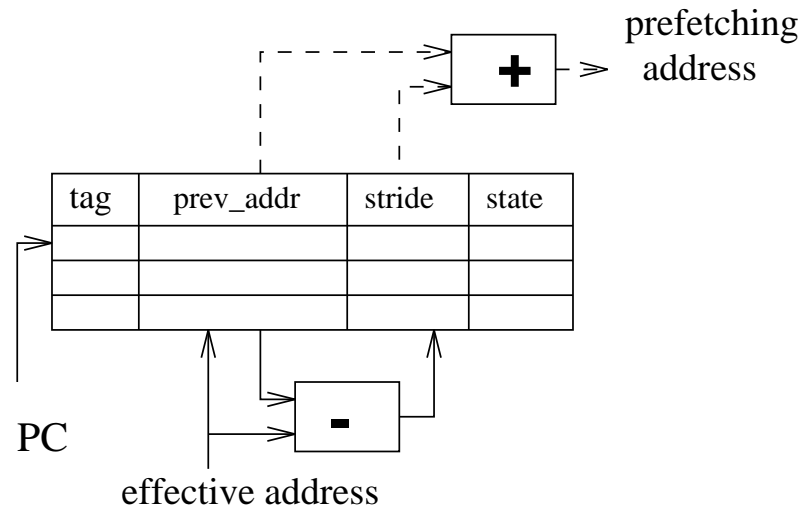 prefetching
address
+
tag prev_addr stride state
-
PC
effective address